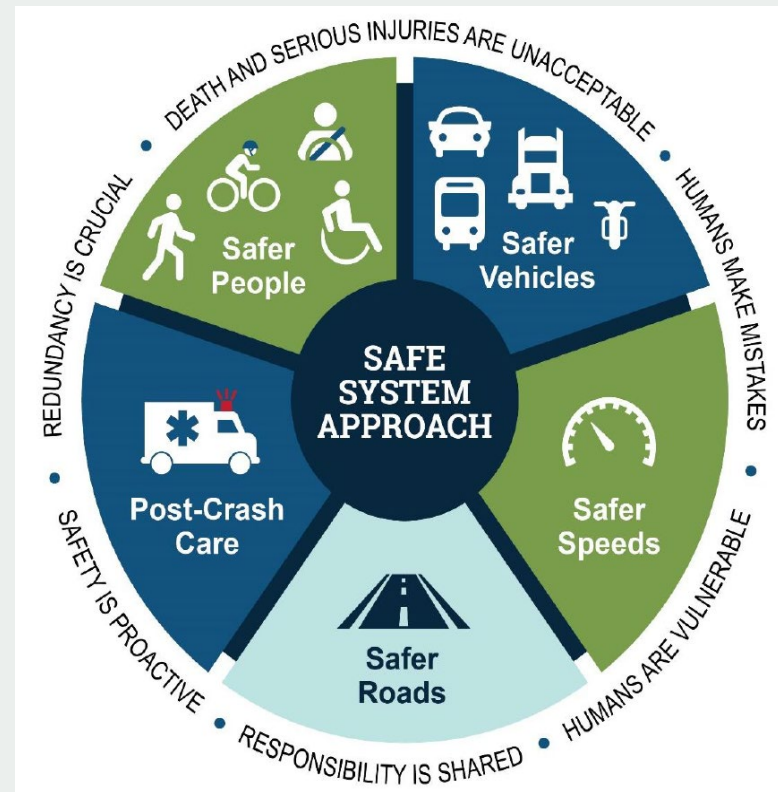 DEATH AND SERIOUS INJURIES ARE UNACCEPTABLE
HUMANS MAKE MISTAKES
HUMANS ARE VULNERABLE
RESPONSIBILITY IS SHARED
SAFETY IS PROACTIVE
REDUNDANCY IS CRUCIAL
Safer
People
Safer
Vehicles
SAFE
SYSTEM
APPROACH
Post-Crash
Care
Safer
Speeds
Safer
Roads